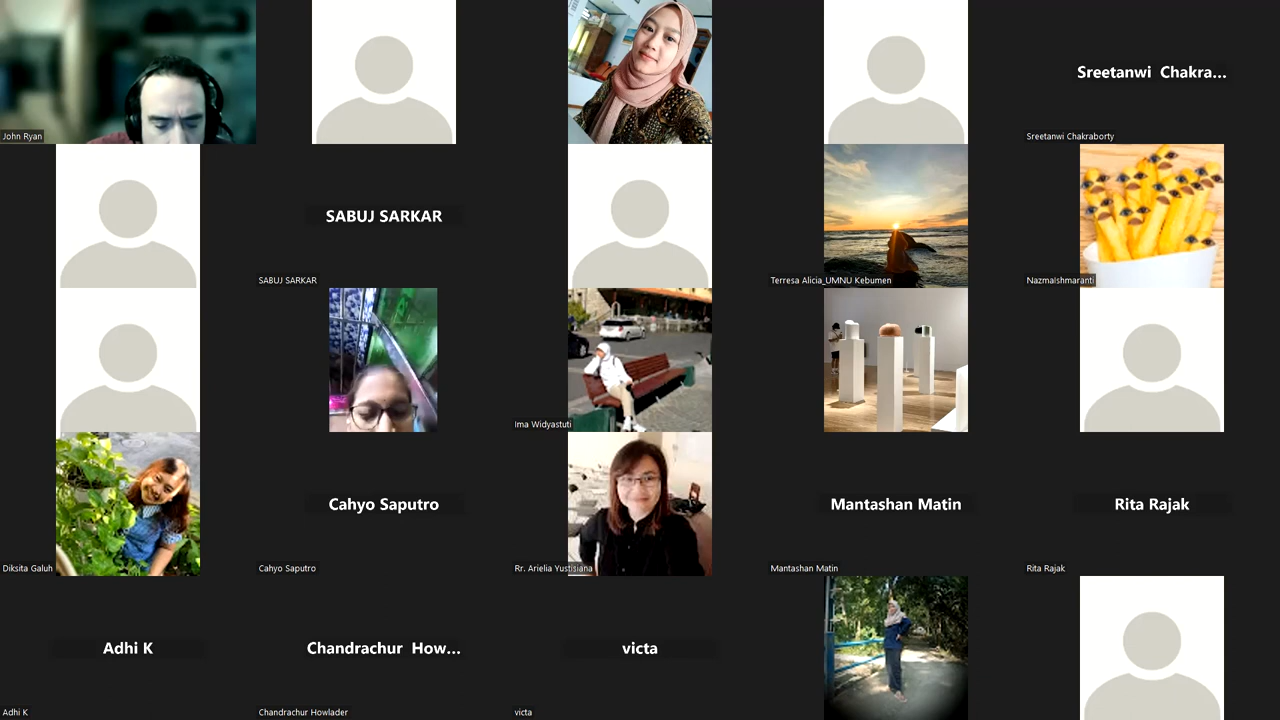 Sreetanwi Chakra...
John Ryan
Sreetanwi Chakraborty
SABUJ SARKAR
SABUJ SARKAR
Terresa Alicia_UMNU Kebumen
Nazmaishmaranti
Ima Widyastuti
Cahyo Saputro
Mantashan Matin
Rita Rajak
Diksita Galuh
Cahyo Saputro
Rr. Arielia Yustisiana
Mantashan Matin
Rita Rajak
Adhi K
Chandrachur How...
victa
Adhi K
Chandrachur Howlader
victa